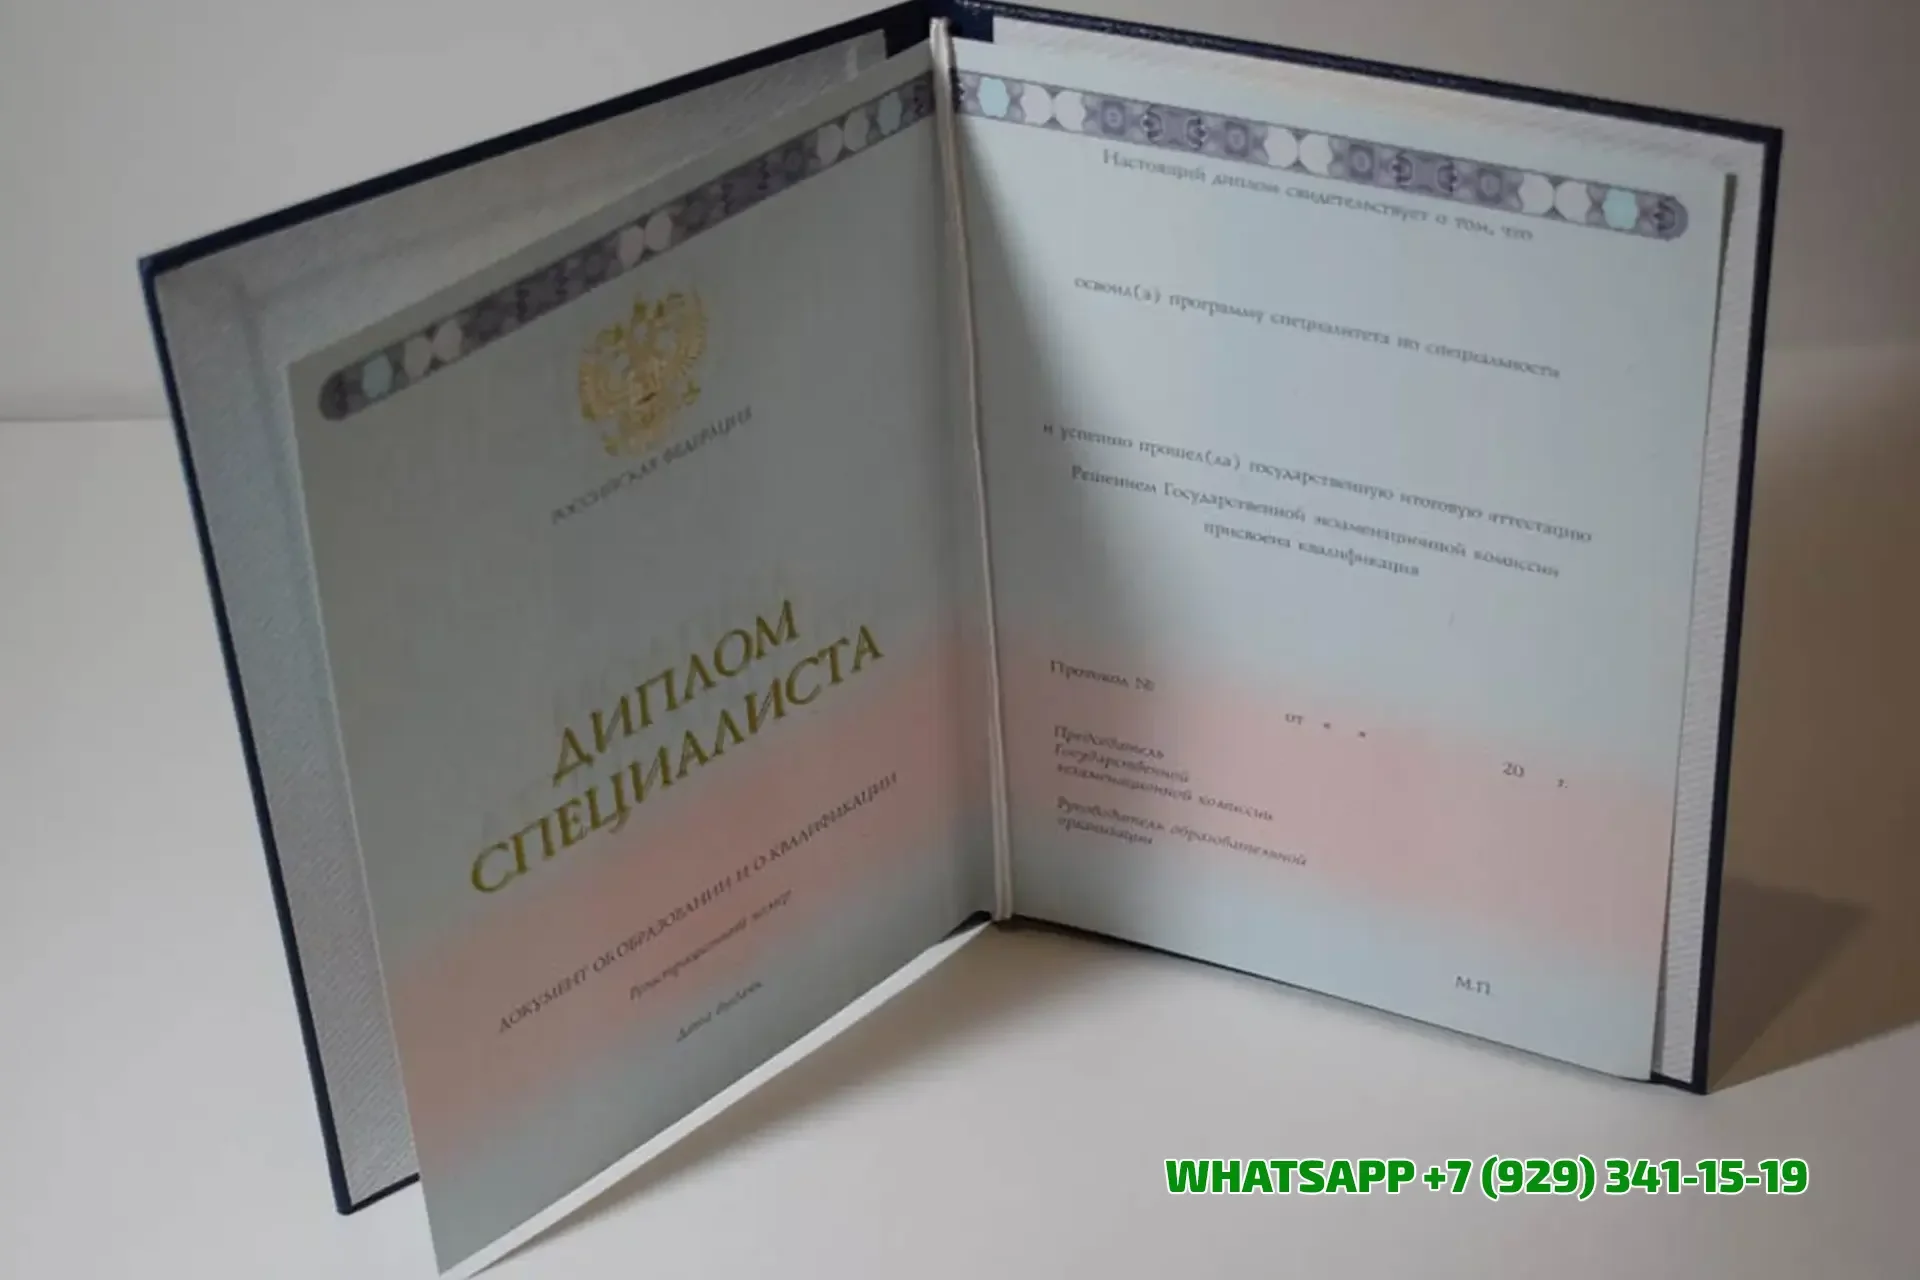 РОССИЙСКАЯ ФЕДЕРАЦИЯ
ДИПЛОМ
СПЕЦИАЛИСТА
ДОКУМЕНТ ОБ ОБРАЗОВАНИИ И О КВАЛИФИКАЦИИ
Регистрационный номер
Дата выдачи
Настоящий диплом свидетельствует о том, что
освоил(а) программу специалитета по специальности
и успешно прошел(ла) государственную итоговую аттестацию
Решением Государственной экзаменационной комиссии
присвоена квалификация
Протокол №
от « »
20 г.
Председатель
Государственной
экзаменационной комиссии
Руководитель образовательной
организации
М.П.
WHATSAPP +7 (929) 341-15-19